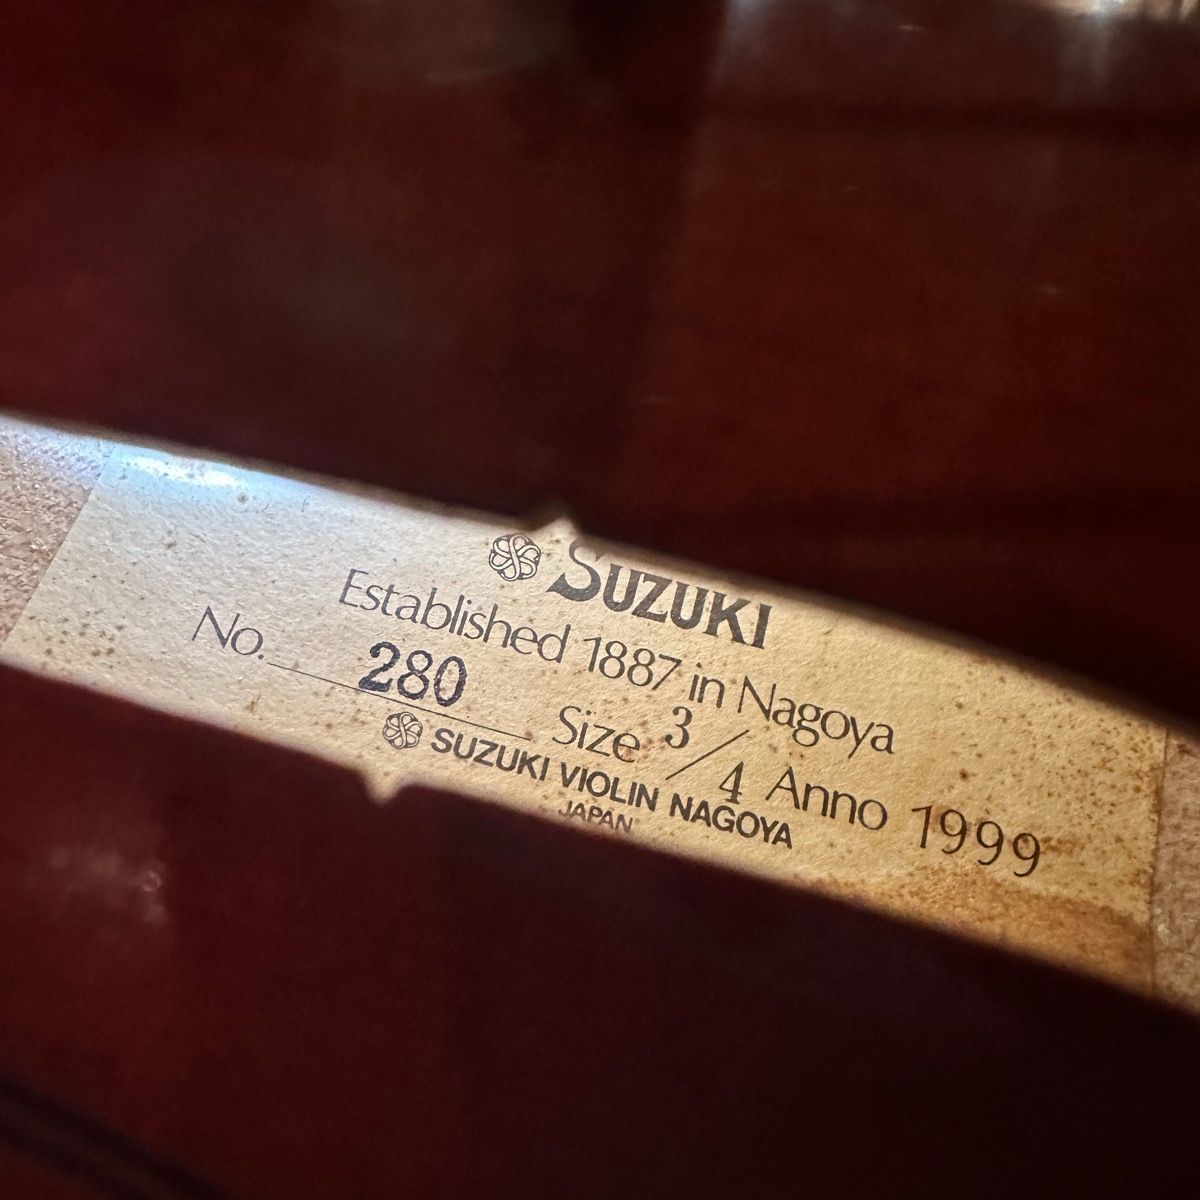 SUZUKI
Established 1887 in Nagoya
No. 280 Size 3/4 Anno 1999
SUZUKI VIOLIN NAGOYA
JAPAN